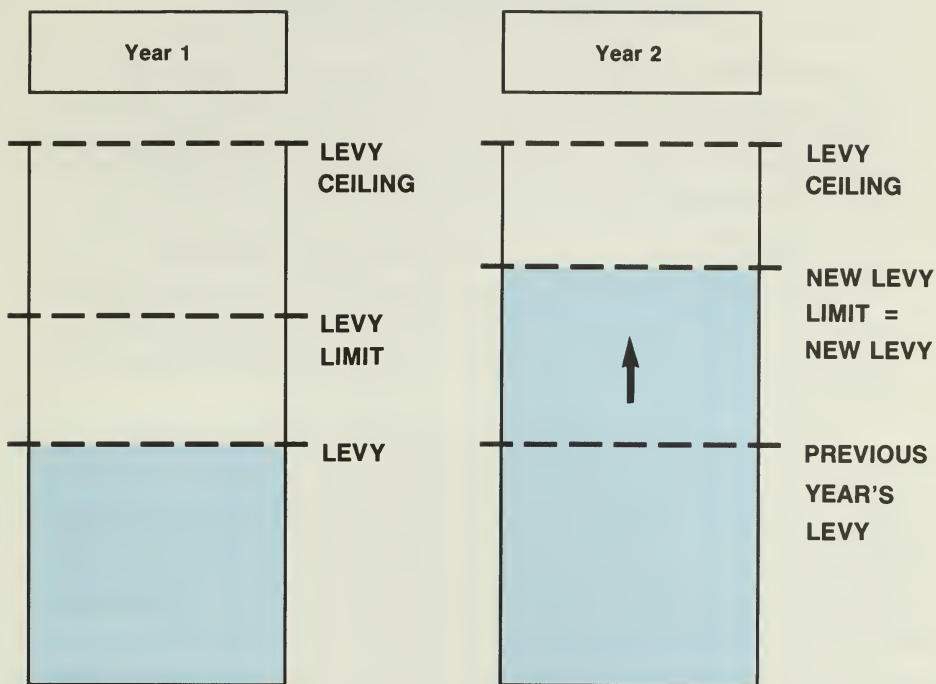 Year 1
LEVY
CEILING
LEVY
LIMIT
LEVY
Year 2
LEVY
CEILING
NEW LEVY
LIMIT =
NEW LEVY
PREVIOUS
YEAR'S
LEVY